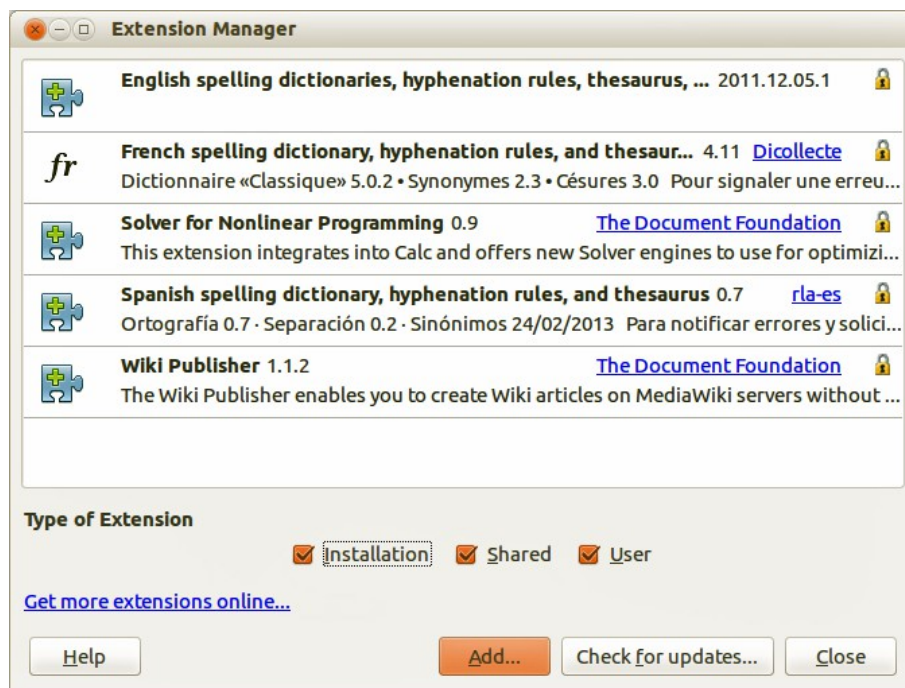 Extension Manager
English spelling dictionaries, hyphenation rules, thesaurus, ... 2011.12.05.1
fr
French spelling dictionary, hyphenation rules, and thesaur... 4.11 Dicollecte
Dictionnaire «Classique» 5.0.2 • Synonymes 2.3 • Césures 3.0 Pour signaler une erreu...
Solver for Nonlinear Programming 0.9 The Document Foundation
This extension integrates into Calc and offers new Solver engines to use for optimizi...
Spanish spelling dictionary, hyphenation rules, and thesaurus 0.7 rla-es
Ortografía 0.7 · Separación 0.2 · Sinónimos 24/02/2013 Para notificar errores y solici...
Wiki Publisher 1.1.2 The Document Foundation
The Wiki Publisher enables you to create Wiki articles on MediaWiki servers without ...
Type of Extension
Installation Shared User
Get more extensions online...
Help Add... Check for updates... Close